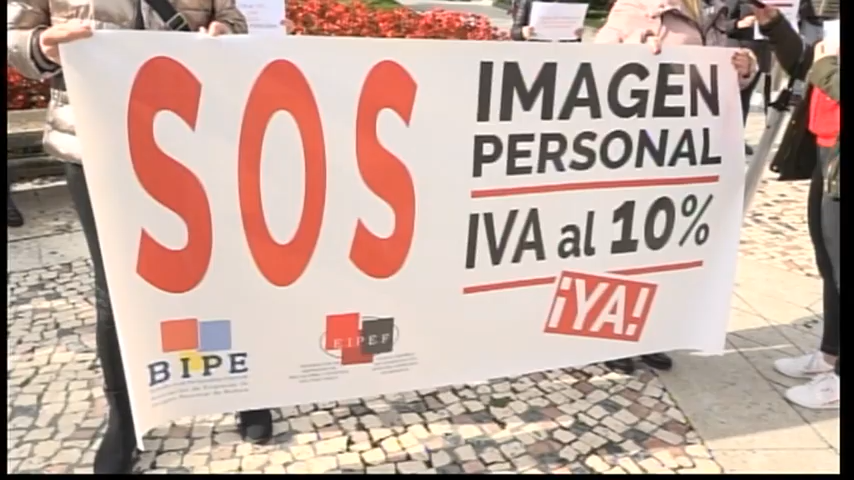 SOS
IMAGEN
PERSONAL
IVA al 10%
¡YA!
BIPE
EIPEF